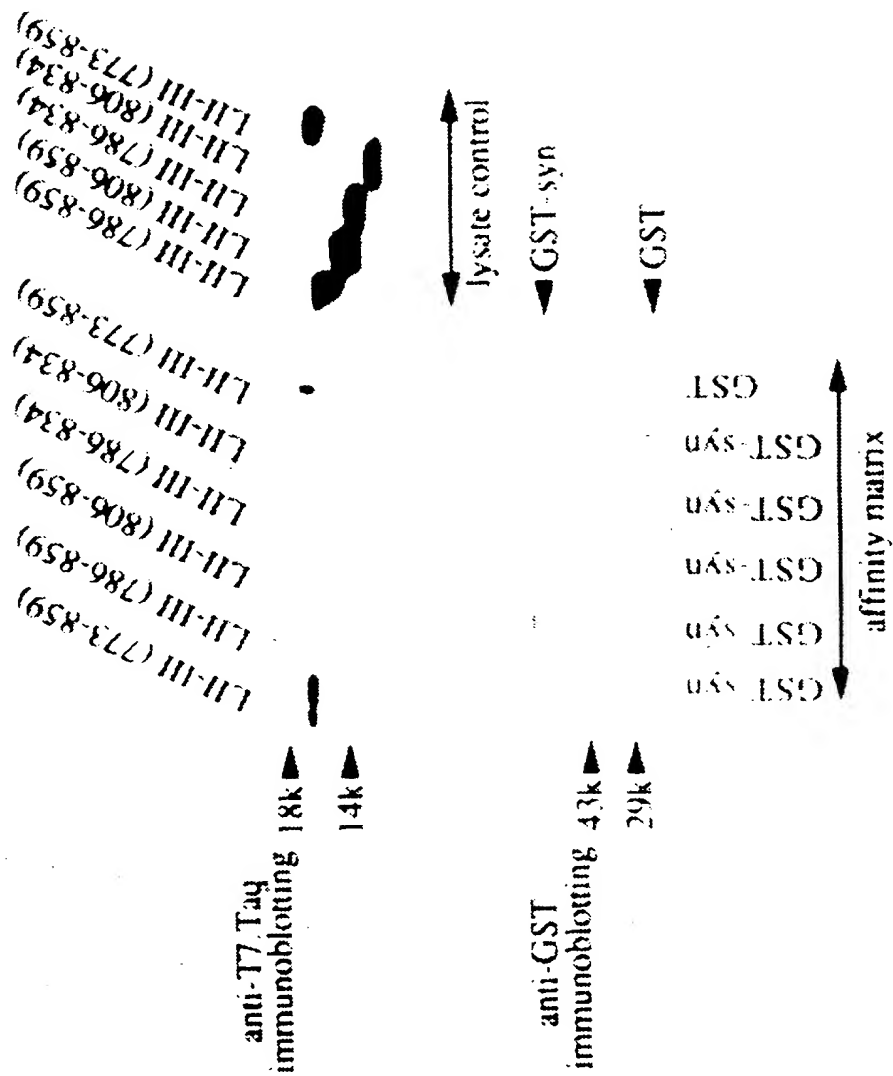 LII-III (773-859)
LII-III (786-859)
LII-III (806-859)
LII-III (786-834)
LII-III (806-834)
LII-III (773-859)
LII-III (786-859)
LII-III (806-859)
LII-III (786-834)
LII-III (806-834)
LII-III (773-859)
anti-T7.Taq
immunoblotting
18k
14k
lysate control
anti-GST
immunoblotting
43k
29k
GST-syn
GST
GST-syn
GST-syn
GST-syn
GST-syn
GST-syn
GST
affinity matrix